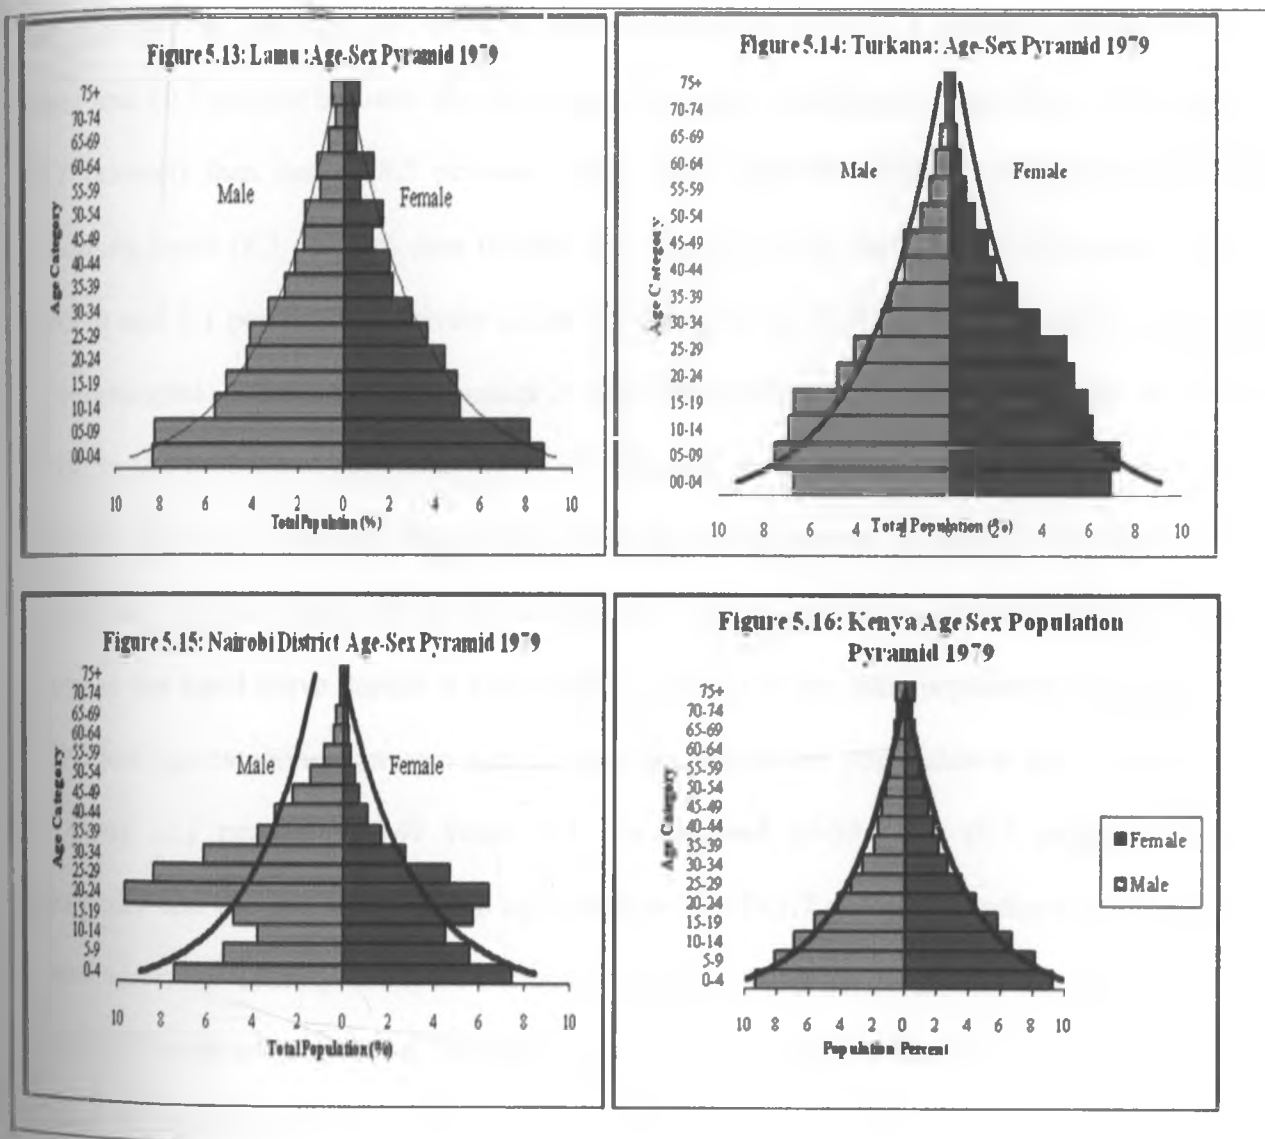 Figure 5.13: Lamu :Age-Sex Pyramid 1979
75+
70-74
65-69
60-64
55-59
50-54
45-49
40-44
35-39
30-34
25-29
20-24
15-19
10-14
05-09
00-04
Age Category
Male
Female
10 8 6 4 2 0 2 4 6 8 10
Total Population (%)
Figure 5.14: Turkana: Age-Sex Pyramid 1979
75+
70-74
65-69
60-64
55-59
50-54
45-49
40-44
35-39
30-34
25-29
20-24
15-19
10-14
05-09
00-04
Age Category
Male
Female
10 8 6 4 2 0 2 4 6 8 10
Total Population (%)
Figure 5.15: Nairobi District Age-Sex Pyramid 1979
75+
70-74
65-69
60-64
55-59
50-54
45-49
40-44
35-39
30-34
25-29
20-24
15-19
10-14
5-9
0-4
Age Category
Male
Female
10 8 6 4 2 0 2 4 6 8 10
Total Population (%)
Figure 5.16: Kenya Age Sex Population
Pyramid 1979
75+
70-74
65-69
60-64
55-59
50-54
45-49
40-44
35-39
30-34
25-29
20-24
15-19
10-14
5-9
0-4
Age Category
10 8 6 4 2 0 2 4 6 8 10
Population Percent
Female
Male